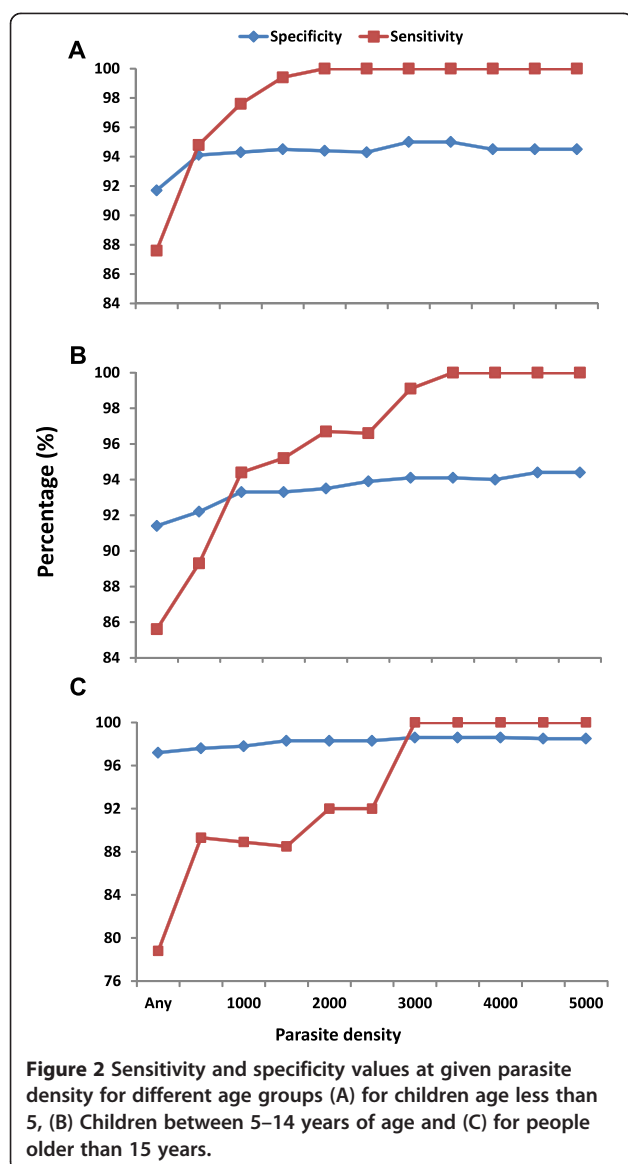 Specificity Sensitivity
A
100
98
96
94
92
90
88
86
84
B
100
98
96
94
92
90
88
86
84
Percentage (%)
C
100
96
92
88
84
80
76
Any 1000 2000 3000 4000 5000
Parasite density
Figure 2 Sensitivity and specificity values at given parasite
density for different age groups (A) for children age less than
5, (B) Children between 5–14 years of age and (C) for people
older than 15 years.